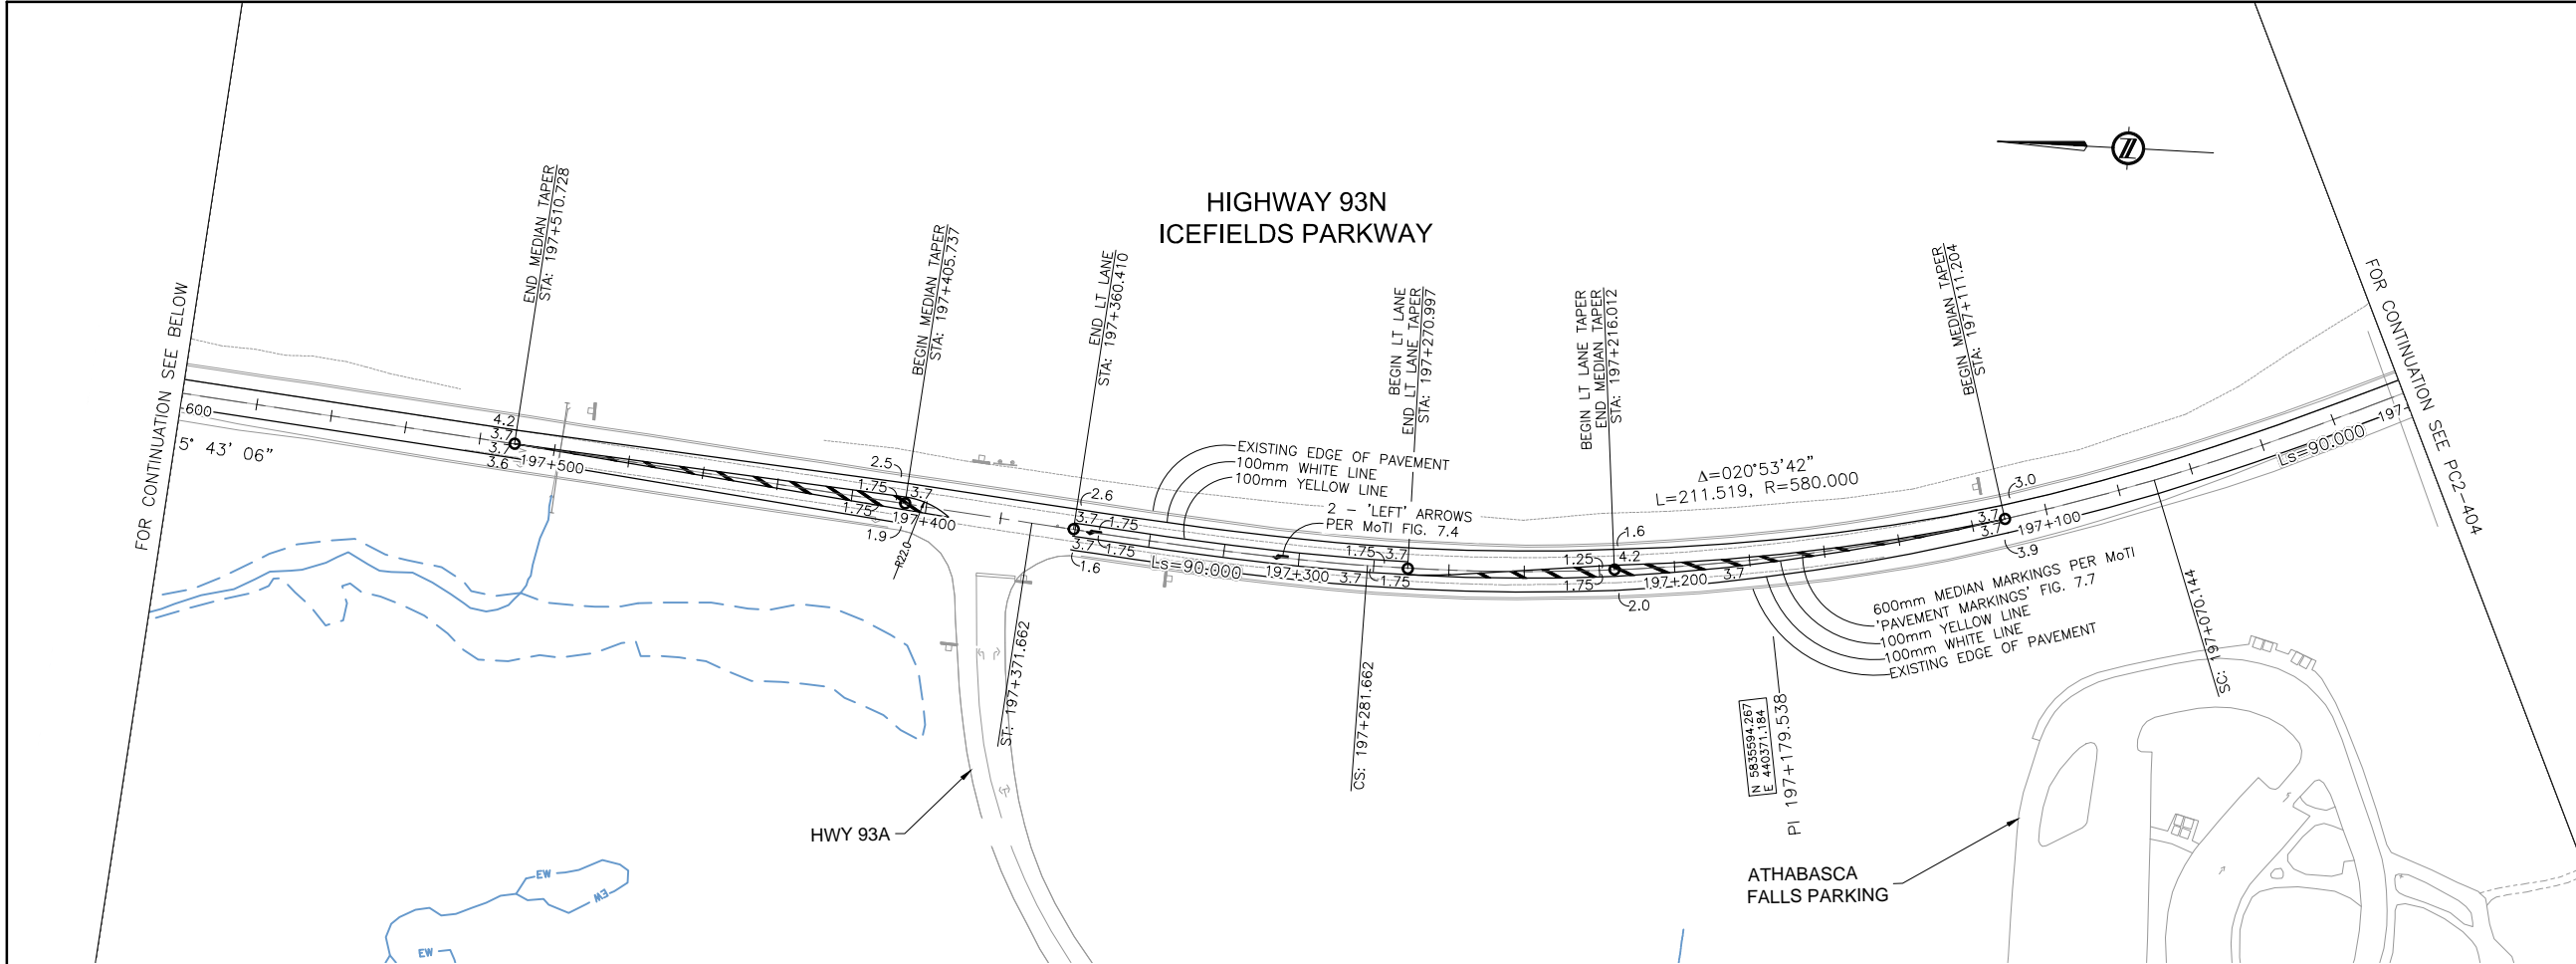 HIGHWAY 93N
ICEFIELDS PARKWAY
FOR CONTINUATION SEE BELOW
END MEDIAN TAPER
STA: 197+510.728
BEGIN MEDIAN TAPER
STA: 197+405.737
END LT LANE
STA: 197+360.410
BEGIN LT LANE
END LT LANE TAPER
STA: 197+270.997
BEGIN LT LANE TAPER
END MEDIAN TAPER
STA: 197+216.012
BEGIN MEDIAN TAPER
STA: 197+111.204
FOR CONTINUATION SEE PC2-404
600
5° 43' 06"
4.2
3.7
3.7
3.6
197+500
2.5
1.75
3.7
1.75
197+400
1.9
R22.0
2.6
3.7
1.75
3.7
1.75
1.6
Ls=90.000
EXISTING EDGE OF PAVEMENT
100mm WHITE LINE
100mm YELLOW LINE
2 - 'LEFT' ARROWS
PER MoTI FIG. 7.4
197+300
1.75
3.7
3.7
1.75
Δ=020°53'42"
L=211.519, R=580.000
1.6
1.25
4.2
1.75
197+200
3.7
2.0
3.0
3.7
3.7
197+100
3.9
Ls=90.000
197
600mm MEDIAN MARKINGS PER MoTI
'PAVEMENT MARKINGS' FIG. 7.7
100mm YELLOW LINE
100mm WHITE LINE
EXISTING EDGE OF PAVEMENT
ST: 197+371.662
CS: 197+281.662
N 5835594.267
E 440371.184
PI 197+179.538
SC: 197+070.144
HWY 93A
ATHABASCA
FALLS PARKING
EW
EW
EW